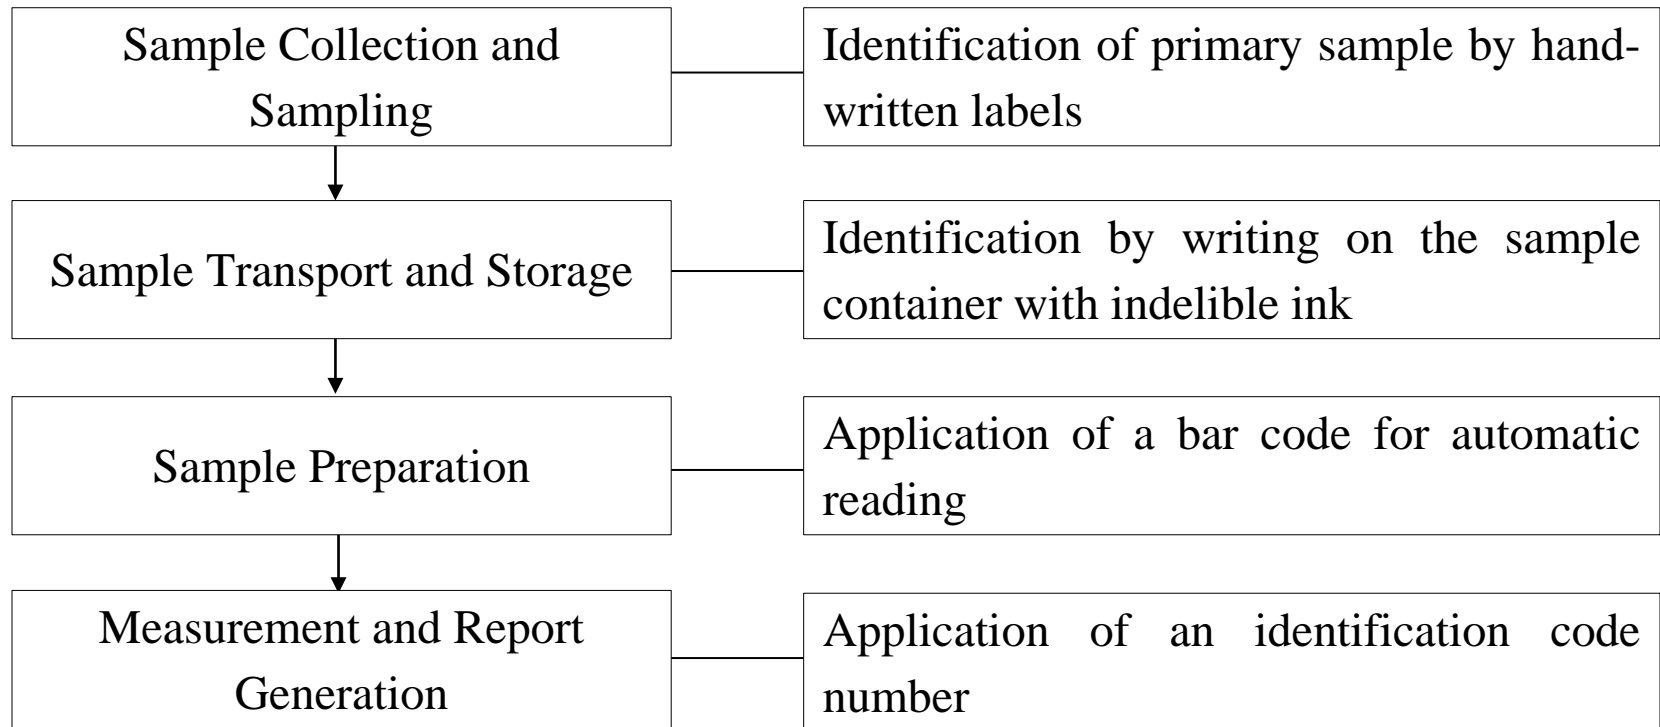 Sample Collection and
Sampling
Identification of primary sample by hand-
written labels
Sample Transport and Storage
Identification by writing on the sample
container with indelible ink
Sample Preparation
Application of a bar code for automatic
reading
Measurement and Report
Generation
Application of an identification code
number